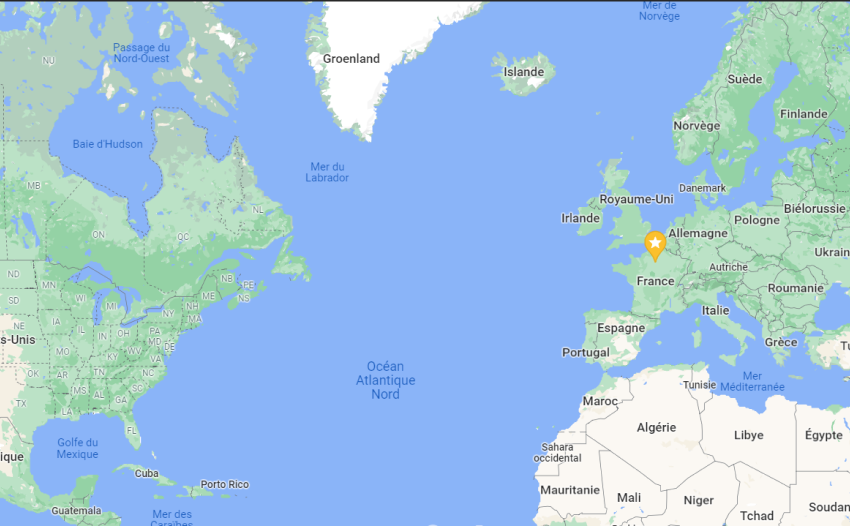 Mer de
Norvège
NU
Passage du
Nord-Ouest
Groenland
Islande
Suède
Finlande
Norvège
Baie d'Hudson
Mer du
Labrador
MB
Danemark
Royaume-Uni
Biélorussie
Irlande
Pologne
NL
ON
QC
Allemagne
Ukrain
Autriche
France
Roumanie
ND
MN
NB
PE
NS
ME
SD
WI
MI
NH
MA
NY
Italie
NE
s-Unis
IA
IL
IN
OH
PA
MD
DE
Espagne
Grèce
Tu
MO
KY
WV
VA
Portugal
OK
AR
TN
NC
Océan
Atlantique
Nord
Mer
Méditerranée
Tunisie
TX
MS
AL
GA
SC
LA
Maroc
Algérie
Libye
Égypte
FL
Golfe du
Mexique
Sahara
occidental
ique
Cuba
Porto Rico
Mauritanie
Mali
Niger
Tchad
Soudan
Guatemala
Mer des
Caraïbes